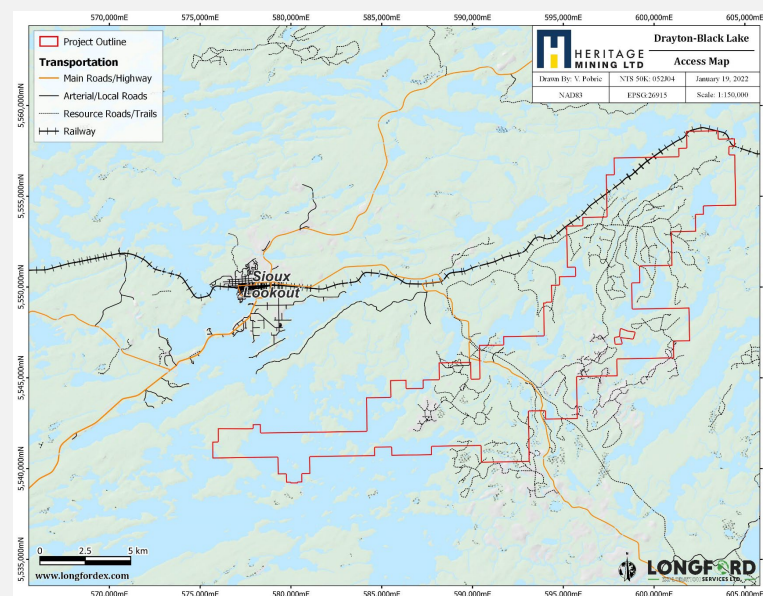 570,000mE
575,000mE
580,000mE
585,000mE
590,000mE
595,000mE
600,000mE
605,000mE
Project Outline
Transportation
Main Roads/Highway
Arterial/Local Roads
Resource Roads/Trails
Railway
HERITAGE
MINING LTD
Drayton-Black Lake
Access Map
Drawn By: V. Pobric
NTS 50K: 052J04
January 19, 2022
NAD83
EPSG:26915
Scale: 1:150,000
5,560,000mN
5,555,000mN
5,550,000mN
5,545,000mN
5,540,000mN
5,535,000mN
Sioux
Lookout
0 2.5 5 km
www.longfordex.com
LONGFORD
SERVICES LTD.
570,000mE
575,000mE
580,000mE
585,000mE
590,000mE
595,000mE
600,000mE
605,000mE